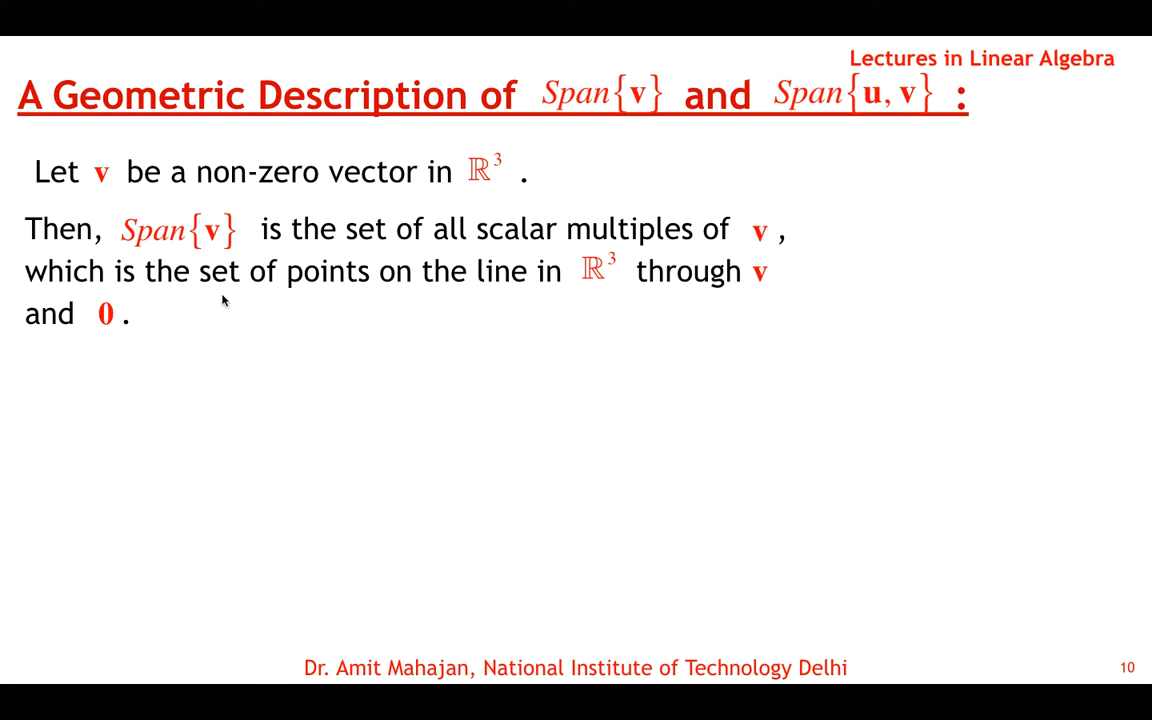 Lectures in Linear Algebra
A Geometric Description of Span{v} and Span{u, v} :
Let v be a non-zero vector in ℝ³ .
Then, Span{v} is the set of all scalar multiples of v ,
which is the set of points on the line in ℝ³ through v
and 0 .
Dr. Amit Mahajan, National Institute of Technology Delhi
10